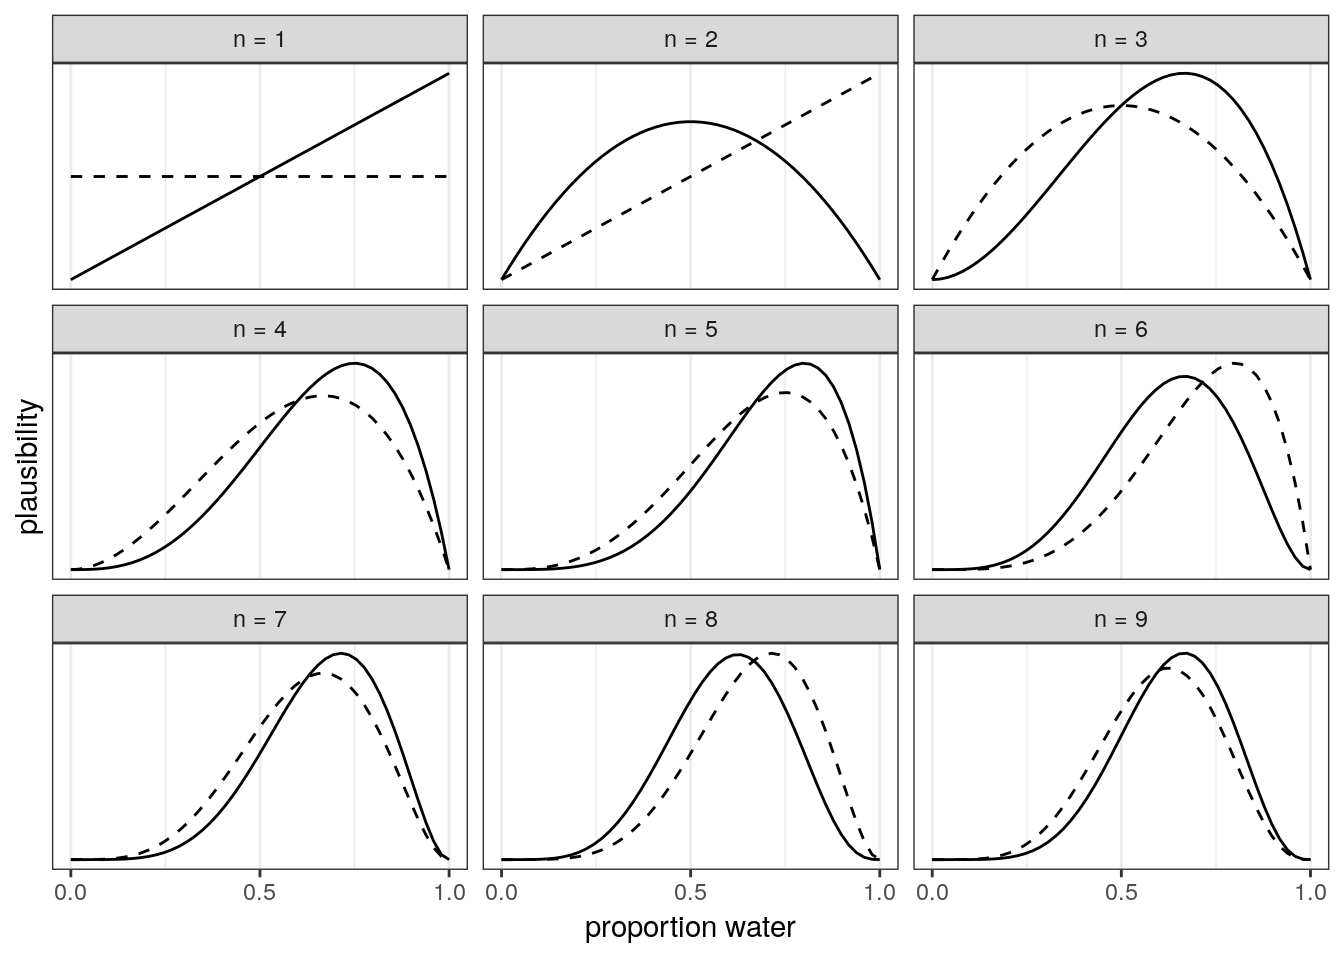 n = 1
n = 2
n = 3
n = 4
n = 5
n = 6
n = 7
n = 8
n = 9
plausibility
0.0 0.5 1.0 0.0 0.5 1.0 0.0 0.5 1.0
proportion water